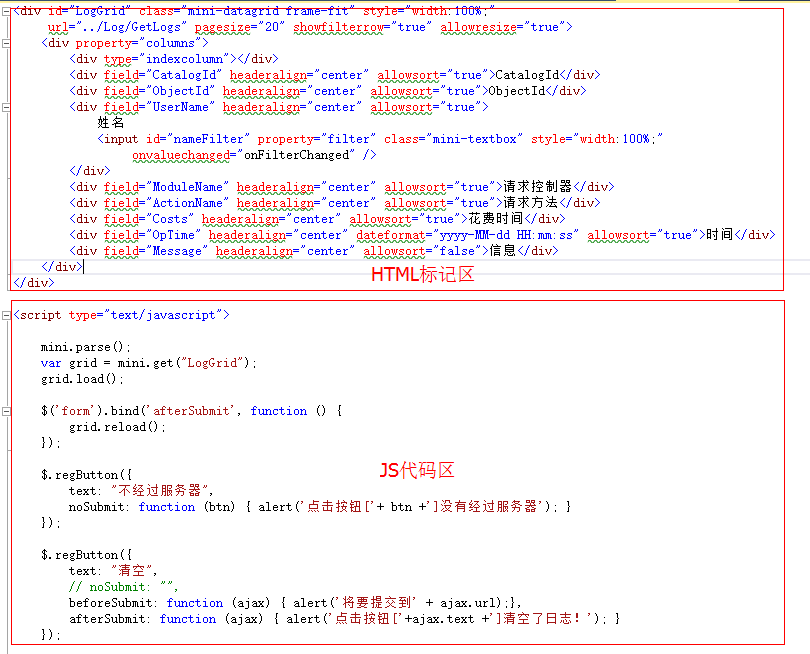 <div id="LogGrid" class="mini-datagrid frame-fit" style="width:100%;"
url="../Log/GetLogs" pagesize="20" showfilterrow="true" allowresize="true">
<div property="columns">
<div type="indexcolumn"></div>
<div field="CatalogId" headeralign="center" allowsort="true">CatalogId</div>
<div field="ObjectId" headeralign="center" allowsort="true">ObjectId</div>
<div field="UserName" headeralign="center" allowsort="true">
姓名
<input id="nameFilter" property="filter" class="mini-textbox" style="width:100%;"
onvaluechanged="onFilterChanged" />
</div>
<div field="ModuleName" headeralign="center" allowsort="true">请求控制器</div>
<div field="ActionName" headeralign="center" allowsort="true">请求方法</div>
<div field="Costs" headeralign="center" allowsort="true">花费时间</div>
<div field="OpTime" headeralign="center" dateformat="yyyy-MM-dd HH:mm:ss" allowsort="true">时间</div>
<div field="Message" headeralign="center" allowsort="false">信息</div>
</div>
HTML标记区
</div>
<script type="text/javascript">
mini.parse();
var grid = mini.get("LogGrid");
grid.load();
$('form').bind('afterSubmit', function () {
grid.reload();
});
JS代码区
$.regButton({
text: "不经过服务器",
noSubmit: function (btn) { alert('点击按钮['+ btn +']没有经过服务器'); }
});
$.regButton({
text: "清空",
// noSubmit: "",
beforeSubmit: function (ajax) { alert('将要提交到' + ajax.url);},
afterSubmit: function (ajax) { alert('点击按钮['+ajax.text +']清空了日志！'); }
});